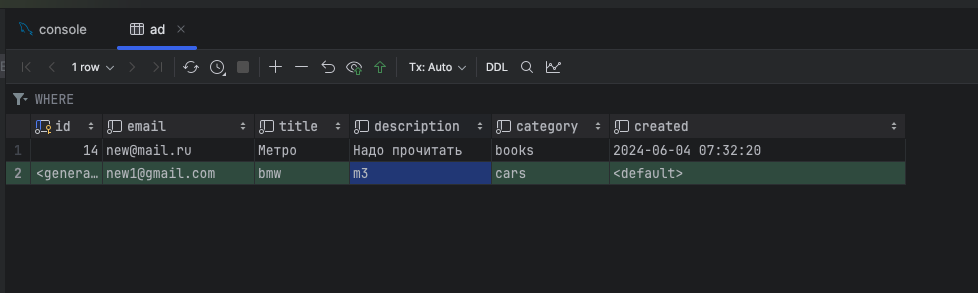 console ad
1 row Tx: Auto DDL
WHERE
id email title description category created
1 14 new@mail.ru Метро Надо прочитать books 2024-06-04 07:32:20
2 <genera… new1@gmail.com bmw m3 cars <default>